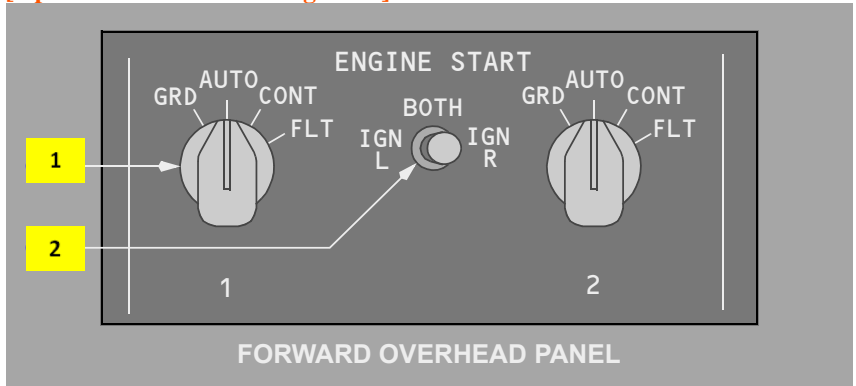 ENGINE START
GRD AUTO CONT FLT
IGN L BOTH IGN R
GRD AUTO CONT FLT
1
2
1
2
FORWARD OVERHEAD PANEL